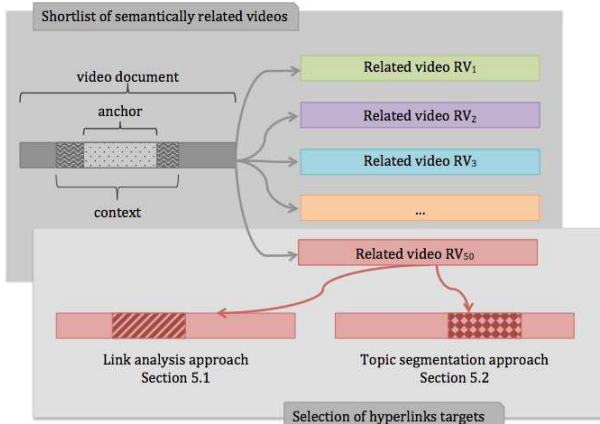 Shortlist of semantically related videos
video document
anchor
context
Related video RV₁
Related video RV₂
Related video RV₃
...
Related video RV₅₀
Link analysis approach
Section 5.1
Topic segmentation approach
Section 5.2
Selection of hyperlinks targets